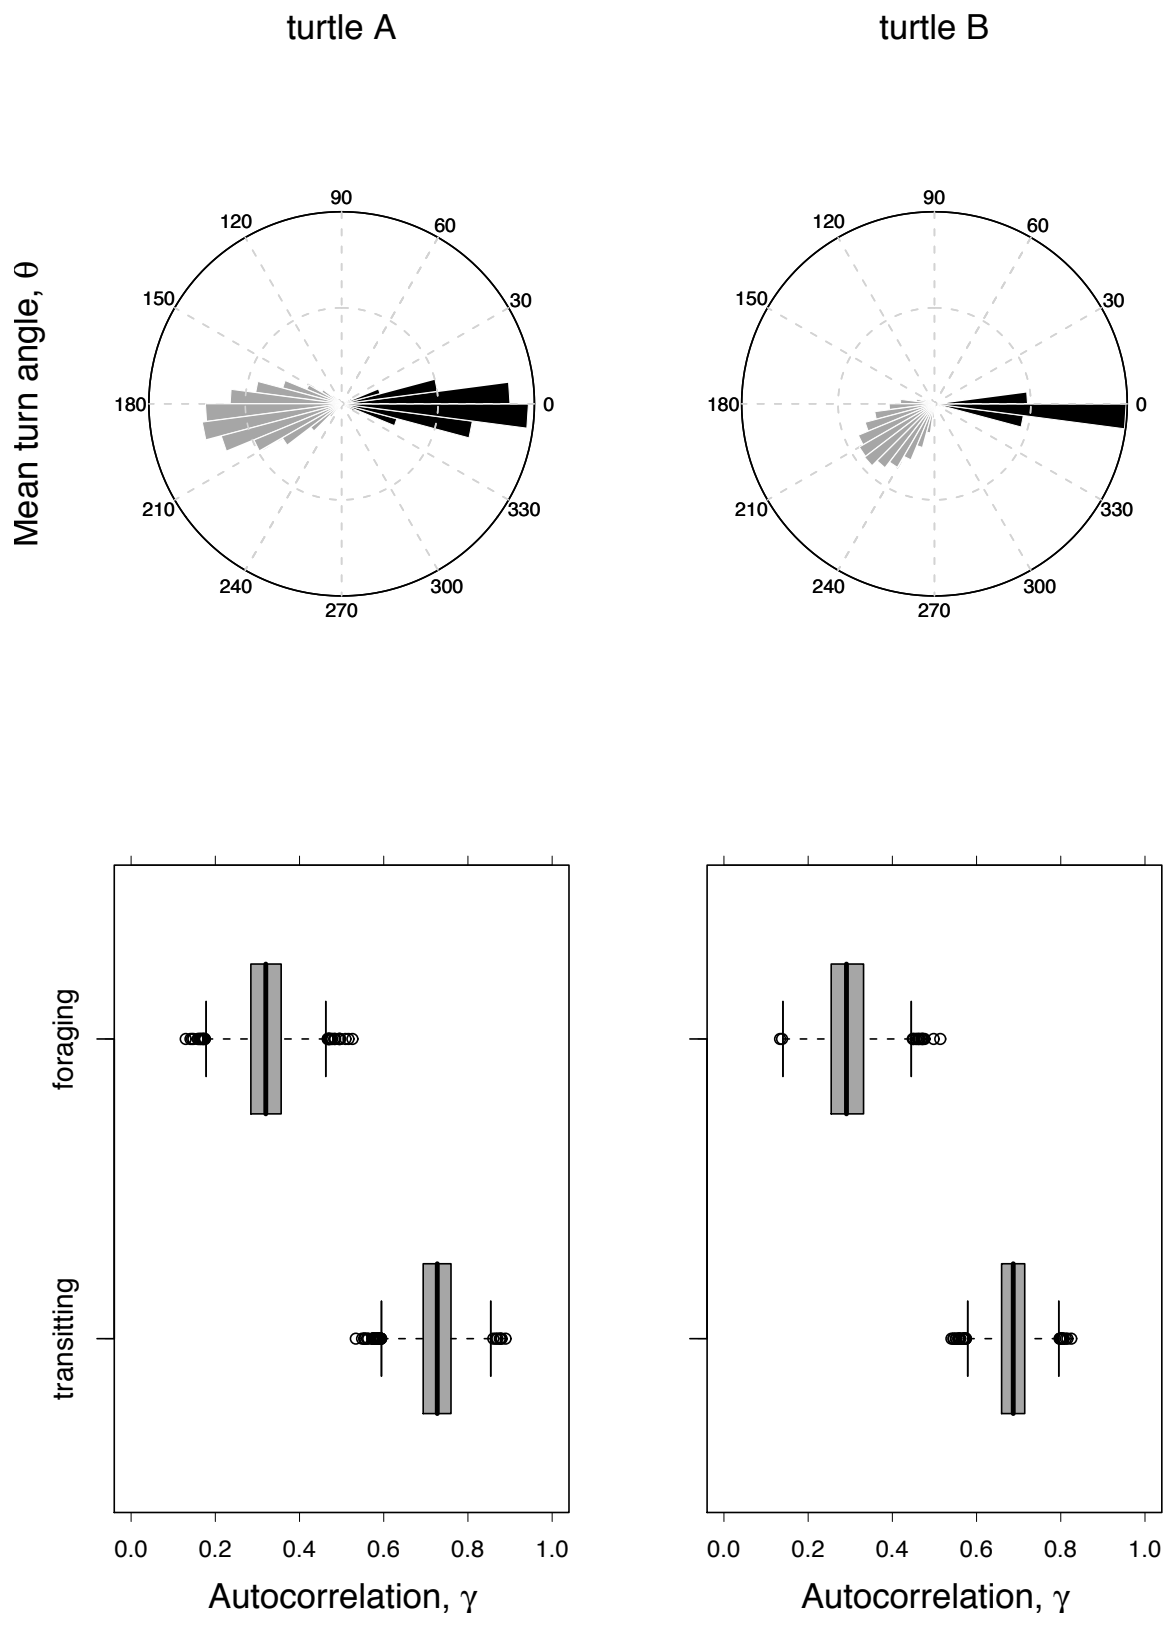 turtle A
turtle B
Mean turn angle, θ
90
120 60
150 30
180 0
210 330
240 300
270
90
120 60
150 30
180 0
210 330
240 300
270
foraging
transitting
0.0 0.2 0.4 0.6 0.8 1.0
Autocorrelation, γ
0.0 0.2 0.4 0.6 0.8 1.0
Autocorrelation, γ